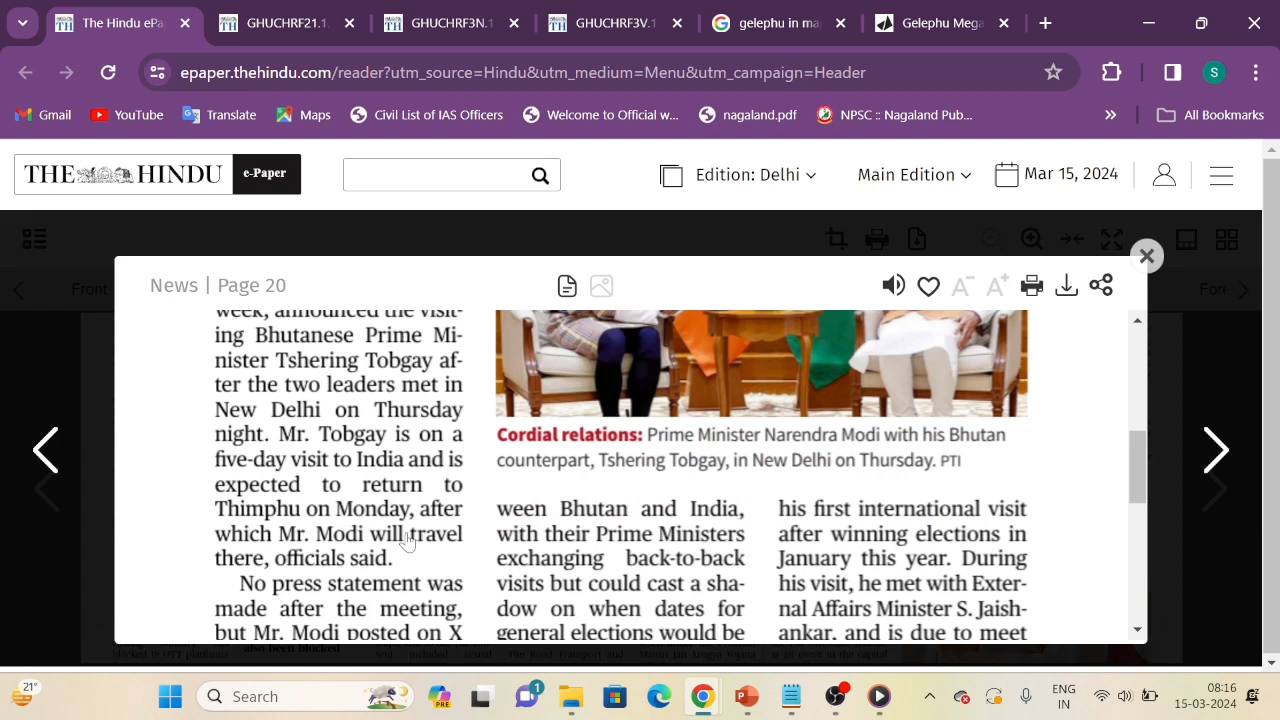 The Hindu ePa
GHUCHRF21.1
GHUCHRF3N.1
GHUCHRF3V.1
gelephu in ma
Gelephu Mega
epaper.thehindu.com/reader?utm_source=Hindu&utm_medium=Menu&utm_campaign=Header
S
Gmail
YouTube
Translate
Maps
Civil List of IAS Officers
Welcome to Official w...
nagaland.pdf
NPSC :: Nagaland Pub...
»
All Bookmarks
THE HINDU
e-Paper
Edition: Delhi
Main Edition
Mar 15, 2024
Front
News | Page 20
A-
A+
week, announced the visit-
ing Bhutanese Prime Mi-
nister Tshering Tobgay af-
ter the two leaders met in
New Delhi on Thursday
night. Mr. Tobgay is on a
five-day visit to India and is
expected to return to
Thimphu on Monday, after
which Mr. Modi will travel
there, officials said.
No press statement was
made after the meeting,
but Mr. Modi posted on X
Cordial relations: Prime Minister Narendra Modi with his Bhutan
counterpart, Tshering Tobgay, in New Delhi on Thursday. PTI
ween Bhutan and India,
with their Prime Ministers
exchanging back-to-back
visits but could cast a sha-
dow on when dates for
general elections would be
his first international visit
after winning elections in
January this year. During
his visit, he met with Exter-
nal Affairs Minister S. Jaish-
ankar, and is due to meet
also been blocked
21°
Search
PRE
1
ENG
IN
08:16
15-03-2024